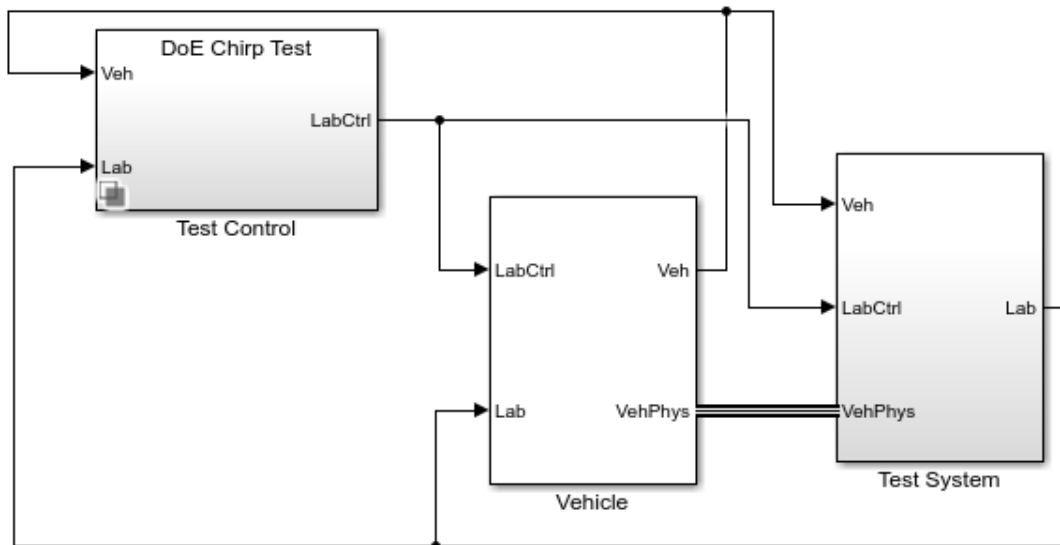 DoE Chirp Test
Veh
LabCtrl
Lab
Test Control
LabCtrl
Veh
Lab
VehPhys
Vehicle
Veh
LabCtrl
Lab
VehPhys
Test System